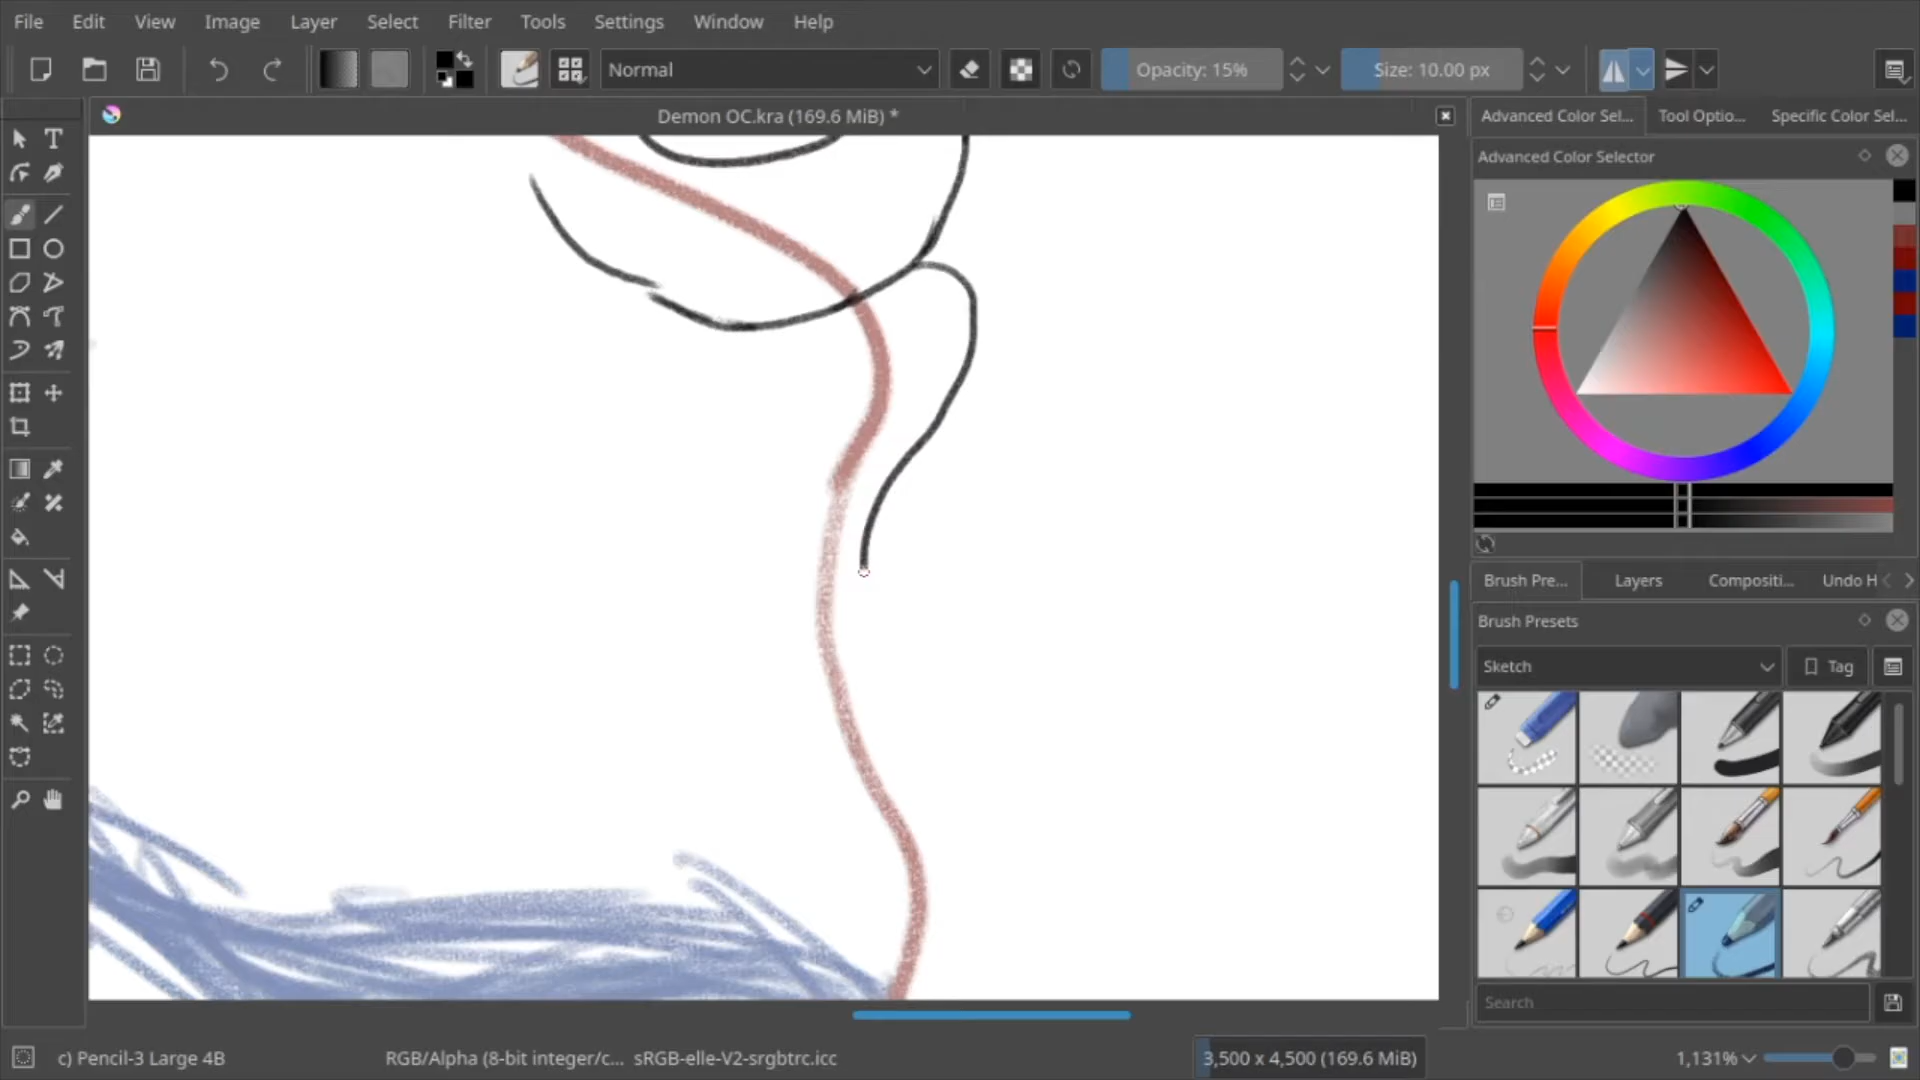 File Edit View Image Layer Select Filter Tools Settings Window Help
Normal Opacity: 15% Size: 10.00 px
Demon OC.kra (169.6 MiB) *
Advanced Color Sel... Tool Optio... Specific Color Sel...
Advanced Color Selector
Brush Pre... Layers Compositi... Undo H
Brush Presets
Sketch Tag
Search
c) Pencil-3 Large 4B RGB/Alpha (8-bit integer/c... sRGB-elle-V2-srgbtrc.icc 3,500 x 4,500 (169.6 MiB) 1,131%